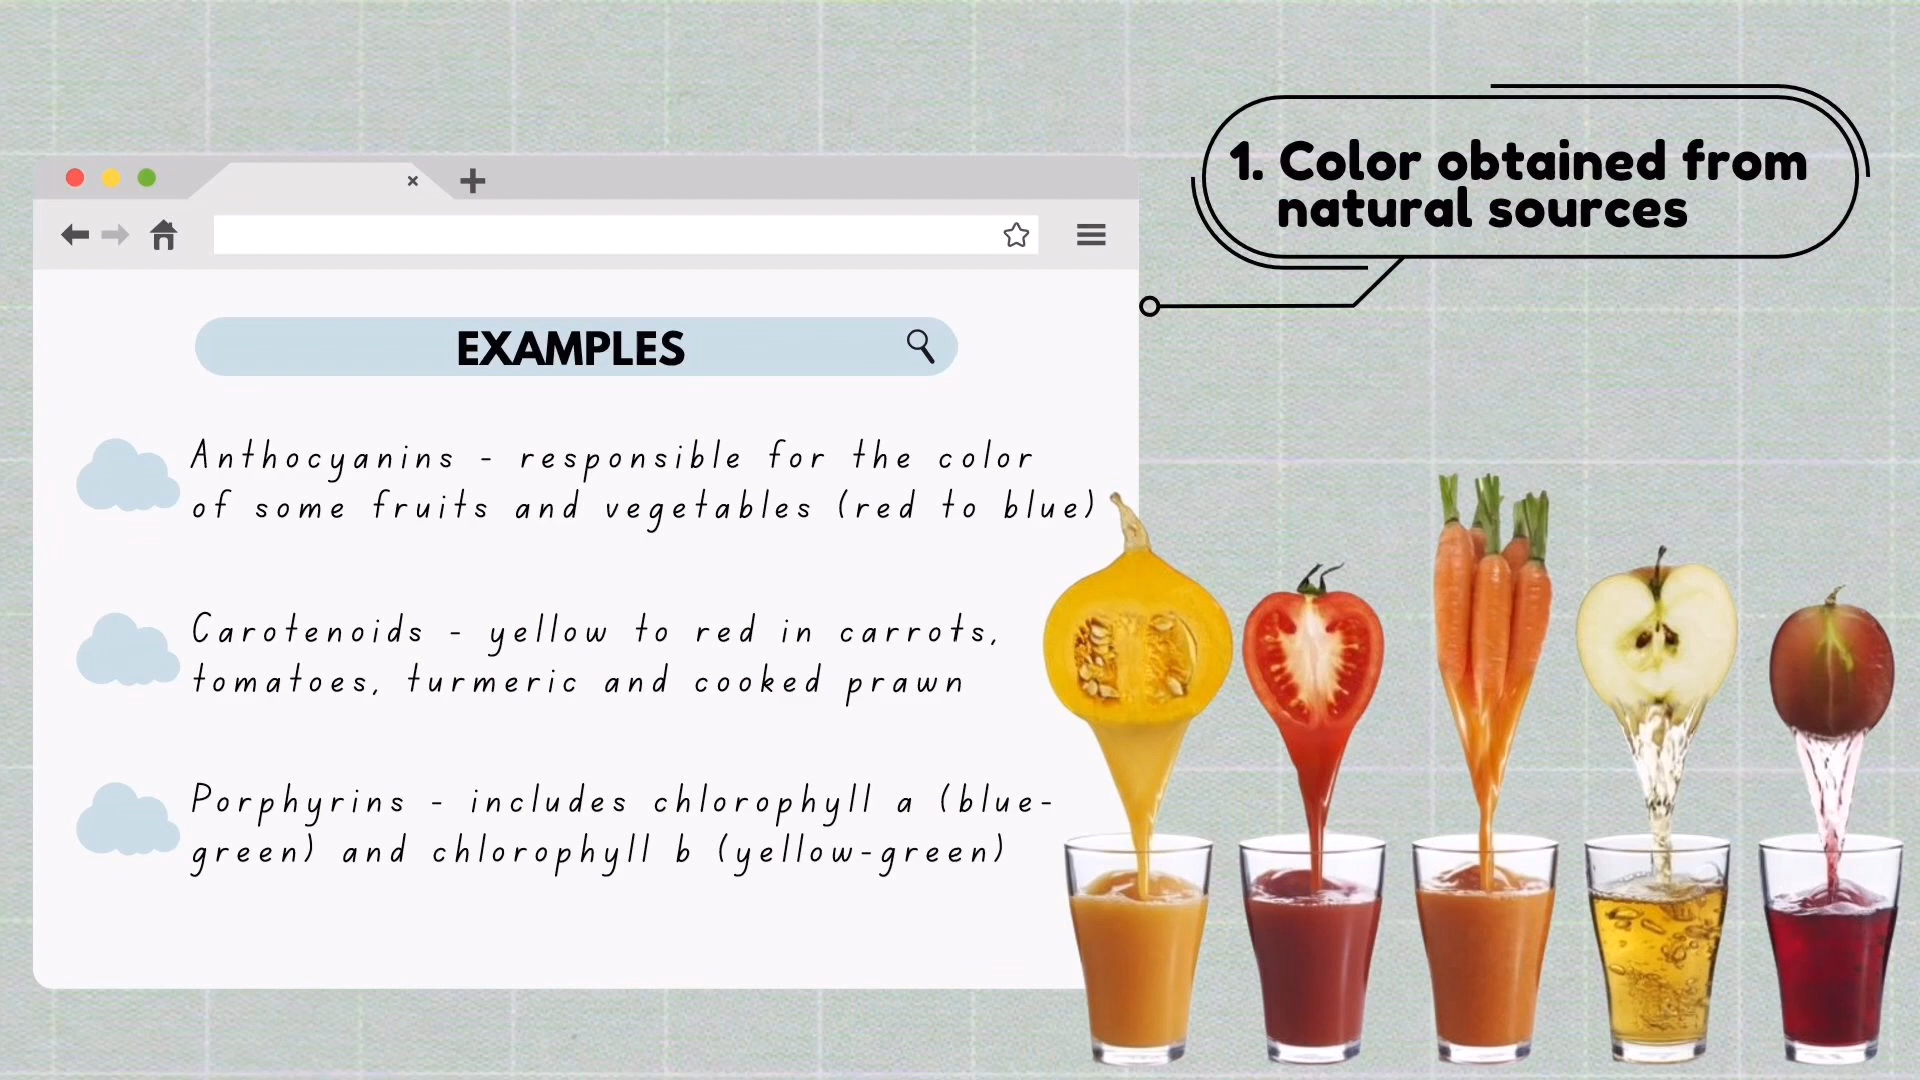 1. Color obtained from
natural sources
EXAMPLES
Anthocyanins - responsible for the color
of some fruits and vegetables (red to blue)
Carotenoids - yellow to red in carrots,
tomatoes, turmeric and cooked prawn
Porphyrins - includes chlorophyll a (blue-
green) and chlorophyll b (yellow-green)